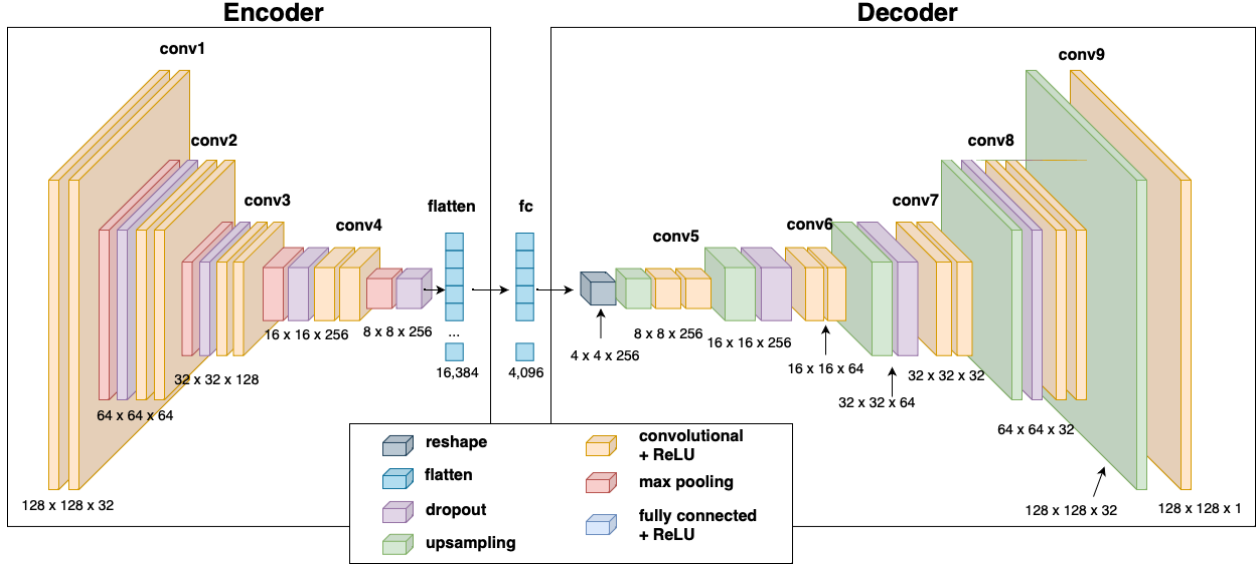 Encoder
Decoder
conv1
conv2
conv3
conv4
flatten
fc
16 x 16 x 256
8 x 8 x 256
...
16,384
4,096
32 x 32 x 128
64 x 64 x 64
128 x 128 x 32
conv5
conv6
conv7
conv8
conv9
4 x 4 x 256
8 x 8 x 256
16 x 16 x 256
16 x 16 x 64
32 x 32 x 64
32 x 32 x 32
64 x 64 x 32
128 x 128 x 32
128 x 128 x 1
reshape
flatten
dropout
upsampling
convolutional
+ ReLU
max pooling
fully connected
+ ReLU